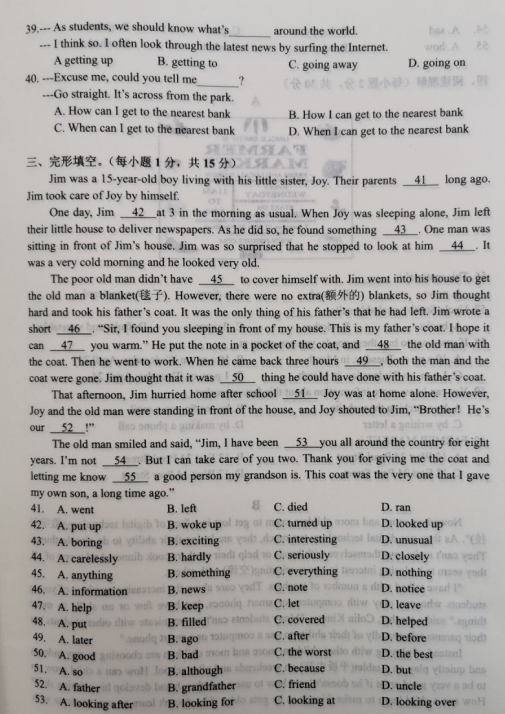 39.--- As students, we should know what's______ around the world.
--- I think so. I often look through the latest news by surfing the Internet.
A getting up B. getting to C. going away D. going on
40. ---Excuse me, could you tell me______?
---Go straight. It's across from the park.
A. How can I get to the nearest bank B. How I can get to the nearest bank
C. When can I get to the nearest bank D. When I can get to the nearest bank
三、完形填空。（每小题 1 分，共 15 分）
Jim was a 15-year-old boy living with his little sister, Joy. Their parents __41__ long ago.
Jim took care of Joy by himself.
One day, Jim __42__ at 3 in the morning as usual. When Joy was sleeping alone, Jim left
their little house to deliver newspapers. As he did so, he found something __43__. One man was
sitting in front of Jim's house. Jim was so surprised that he stopped to look at him __44__. It
was a very cold morning and he looked very old.
The poor old man didn't have __45__ to cover himself with. Jim went into his house to get
the old man a blanket(毯子). However, there were no extra(额外的) blankets, so Jim thought
hard and took his father's coat. It was the only thing of his father's that he had left. Jim wrote a
short __46__. "Sir, I found you sleeping in front of my house. This is my father's coat. I hope it
can __47__ you warm." He put the note in a pocket of the coat, and __48__ the old man with
the coat. Then he went to work. When he came back three hours __49__, both the man and the
coat were gone. Jim thought that it was __50__ thing he could have done with his father's coat.
That afternoon, Jim hurried home after school __51__ Joy was at home alone. However,
Joy and the old man were standing in front of the house, and Joy shouted to Jim, "Brother! He's
our __52__!"
The old man smiled and said, "Jim, I have been __53__ you all around the country for eight
years. I'm not __54__. But I can take care of you two. Thank you for giving me the coat and
letting me know __55__ a good person my grandson is. This coat was the very one that I gave
my own son, a long time ago."
41. A. went B. left C. died D. ran
42. A. put up B. woke up C. turned up D. looked up
43. A. boring B. exciting C. interesting D. unusual
44. A. carelessly B. hardly C. seriously D. closely
45. A. anything B. something C. everything D. nothing
46. A. information B. news C. note D. notice
47. A. help B. keep C. let D. leave
48. A. put B. filled C. covered D. helped
49. A. later B. ago C. after D. before
50. A. good B. bad C. the worst D. the best
51. A. so B. although C. because D. but
52. A. father B. grandfather C. friend D. uncle
53. A. looking after B. looking for C. looking at D. looking over